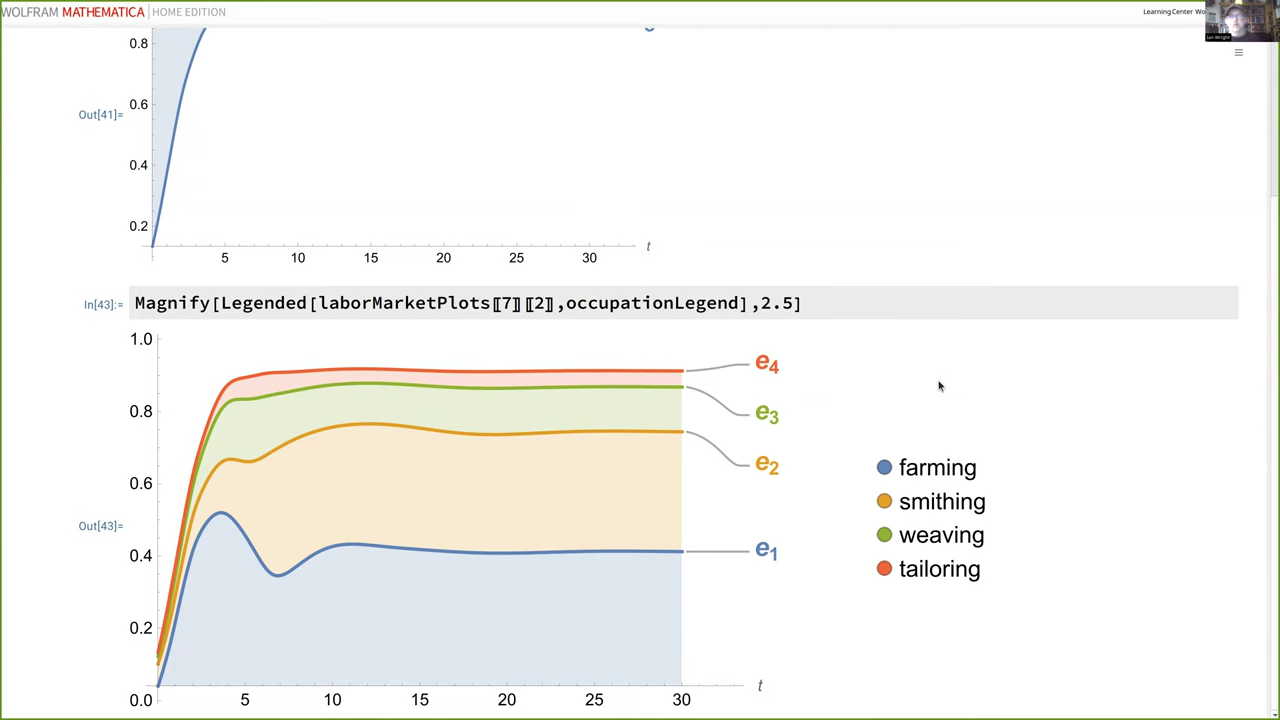 WOLFRAM MATHEMATICA | HOME EDITION
Learning Center Wo
Ian Wright
0.8
0.6
Out[41]=
0.4
0.2
5 10 15 20 25 30 t
In[43]:= Magnify[Legended[laborMarketPlots〚7〛〚2〛,occupationLegend],2.5]
1.0
e4
0.8
e3
e2
farming
0.6
smithing
Out[43]=
weaving
0.4
e1
tailoring
0.2
0.0
5 10 15 20 25 30 t